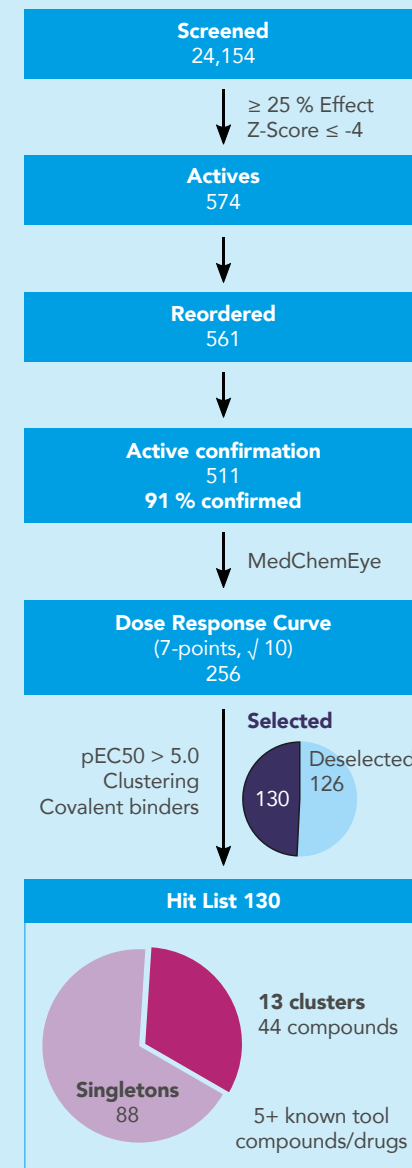 Screened
24,154
≥ 25 % Effect
Z-Score ≤ -4
Actives
574
Reordered
561
Active confirmation
511
91 % confirmed
MedChemEye
Dose Response Curve
(7-points, √ 10)
256
pEC50 > 5.0
Clustering
Covalent binders
Selected
130
Deselected
126
Hit List 130
13 clusters
44 compounds
Singletons
88
5+ known tool
compounds/drugs